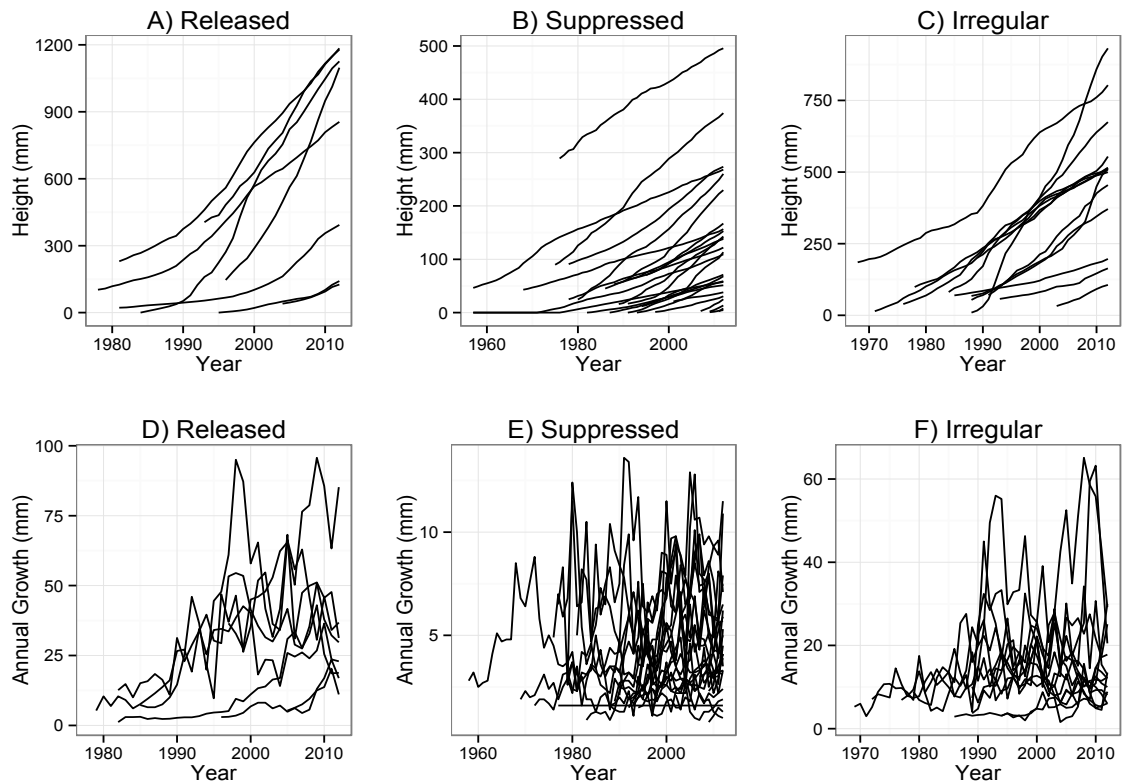 A) Released
B) Suppressed
C) Irregular
Height (mm)
1200
900
600
300
0
1980
1990
2000
2010
Year
Height (mm)
500
400
300
200
100
0
1960
1980
2000
Year
Height (mm)
750
500
250
0
1970
1980
1990
2000
2010
Year
D) Released
E) Suppressed
F) Irregular
Annual Growth (mm)
100
75
50
25
0
1980
1990
2000
2010
Year
Annual Growth (mm)
10
5
1960
1980
2000
Year
Annual Growth (mm)
60
40
20
0
1970
1980
1990
2000
2010
Year